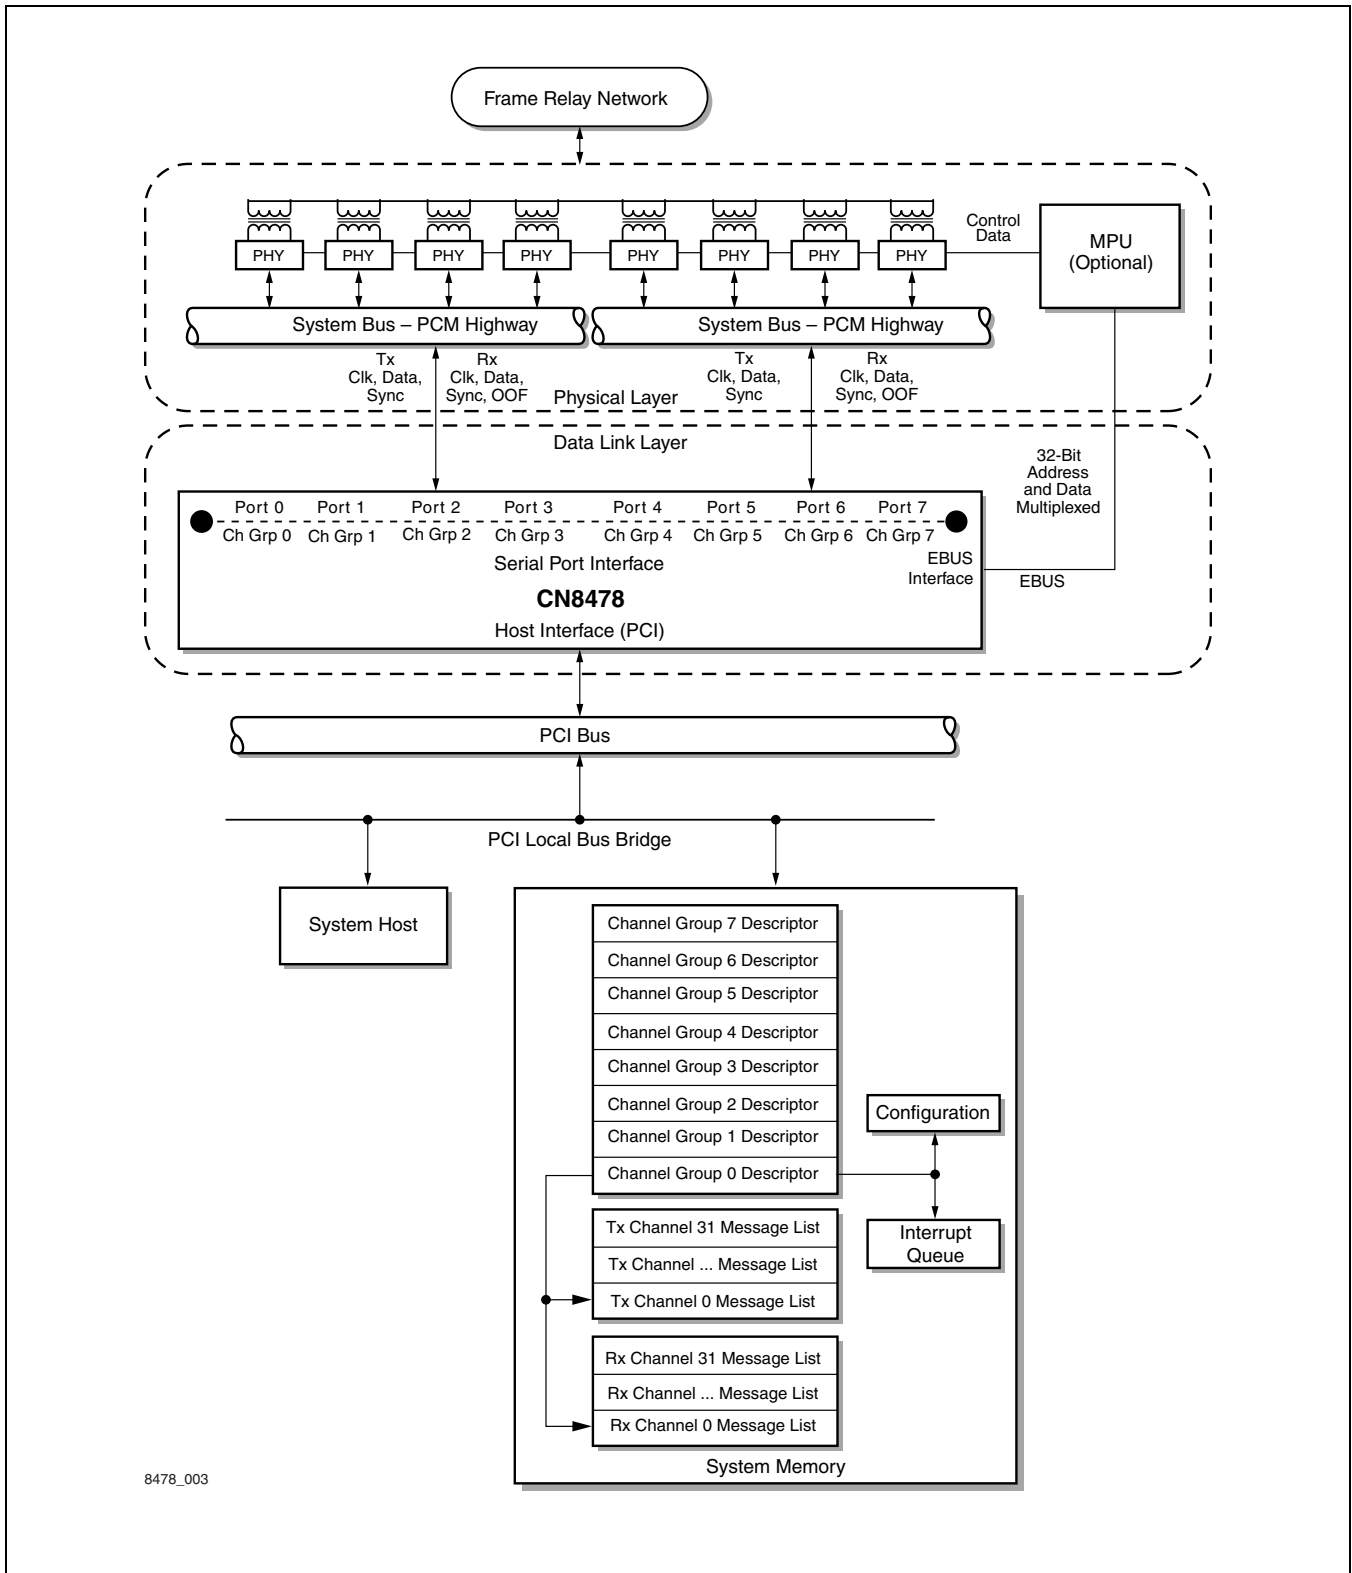 Frame Relay Network
Control
Data
MPU
(Optional)
PHY PHY PHY PHY PHY PHY PHY PHY
System Bus – PCM Highway
System Bus – PCM Highway
Tx
Clk, Data,
Sync
Rx
Clk, Data,
Sync, OOF
Tx
Clk, Data,
Sync
Rx
Clk, Data,
Sync, OOF
Physical Layer
Data Link Layer
32-Bit
Address
and Data
Multiplexed
Port 0 Port 1 Port 2 Port 3 Port 4 Port 5 Port 6 Port 7
Ch Grp 0 Ch Grp 1 Ch Grp 2 Ch Grp 3 Ch Grp 4 Ch Grp 5 Ch Grp 6 Ch Grp 7
Serial Port Interface
EBUS
Interface
EBUS
CN8478
Host Interface (PCI)
PCI Bus
PCI Local Bus Bridge
System Host
Channel Group 7 Descriptor
Channel Group 6 Descriptor
Channel Group 5 Descriptor
Channel Group 4 Descriptor
Channel Group 3 Descriptor
Channel Group 2 Descriptor
Channel Group 1 Descriptor
Channel Group 0 Descriptor
Configuration
Interrupt
Queue
Tx Channel 31 Message List
Tx Channel ... Message List
Tx Channel 0 Message List
Rx Channel 31 Message List
Rx Channel ... Message List
Rx Channel 0 Message List
System Memory
8478_003